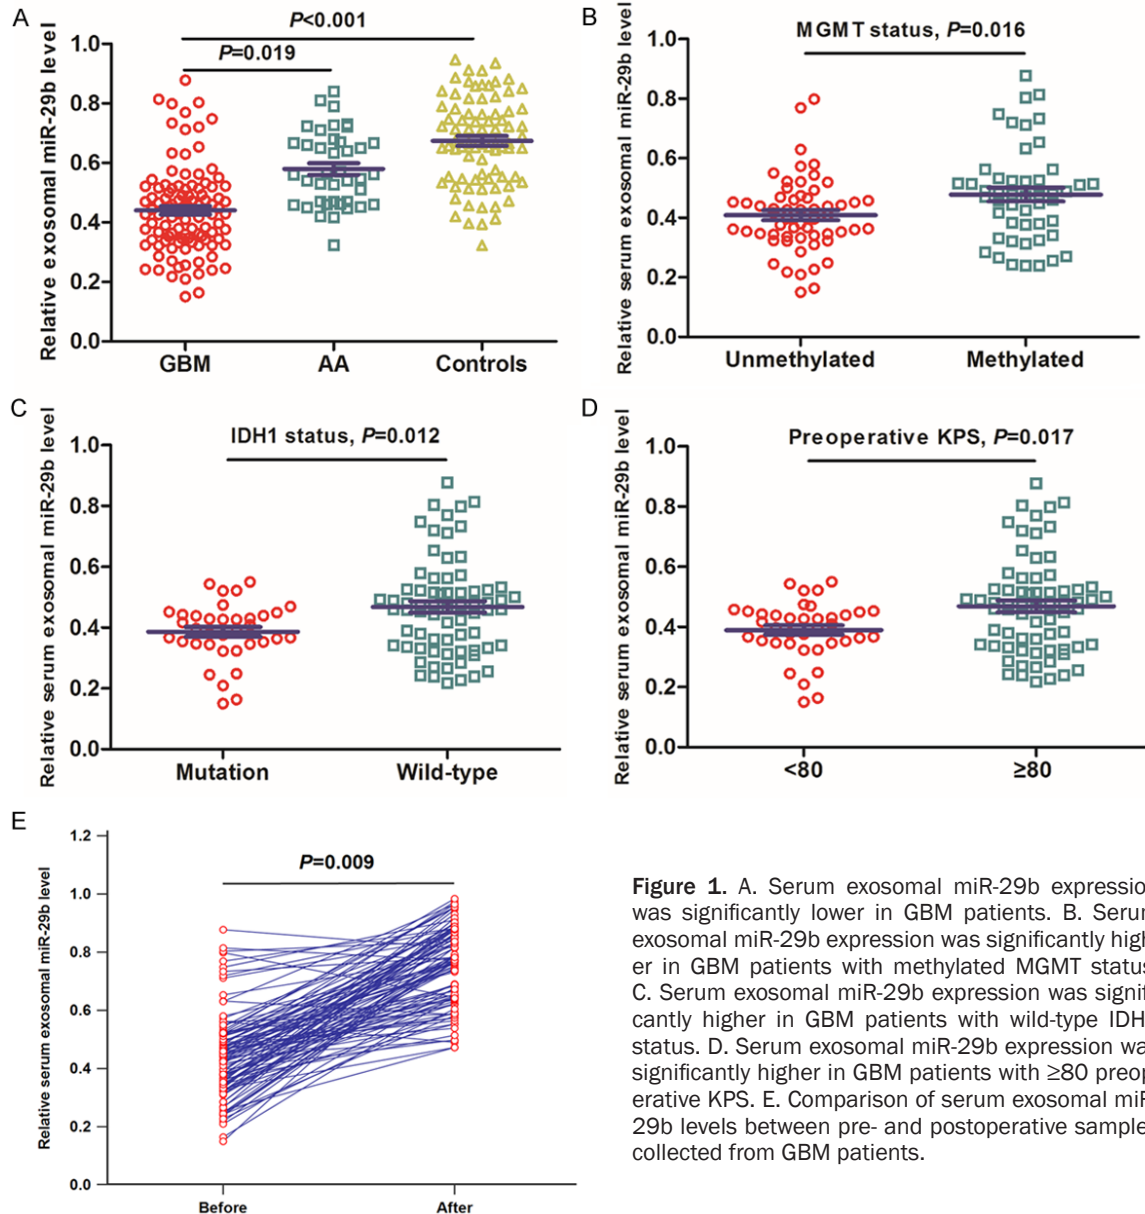 A
P<0.001
P=0.019
Relative exosomal miR-29b level
1.0
0.8
0.6
0.4
0.2
0.0
GBM
AA
Controls
B
MGMT status, P=0.016
Relative serum exosomal miR-29b level
1.0
0.8
0.6
0.4
0.2
0.0
Unmethylated
Methylated
C
IDH1 status, P=0.012
Relative serum exosomal miR-29b level
1.0
0.8
0.6
0.4
0.2
0.0
Mutation
Wild-type
D
Preoperative KPS, P=0.017
Relative serum exosomal miR-29b level
1.0
0.8
0.6
0.4
0.2
0.0
<80
≥80
E
P=0.009
Relative serum exosomal miR-29b level
1.2
1.0
0.8
0.6
0.4
0.2
0.0
Before
After
Figure 1. A. Serum exosomal miR-29b expressio
was significantly lower in GBM patients. B. Serur
exosomal miR-29b expression was significantly high
er in GBM patients with methylated MGMT status
C. Serum exosomal miR-29b expression was signif
cantly higher in GBM patients with wild-type IDH
status. D. Serum exosomal miR-29b expression wa
significantly higher in GBM patients with ≥80 preop
erative KPS. E. Comparison of serum exosomal miR
29b levels between pre- and postoperative sample
collected from GBM patients.